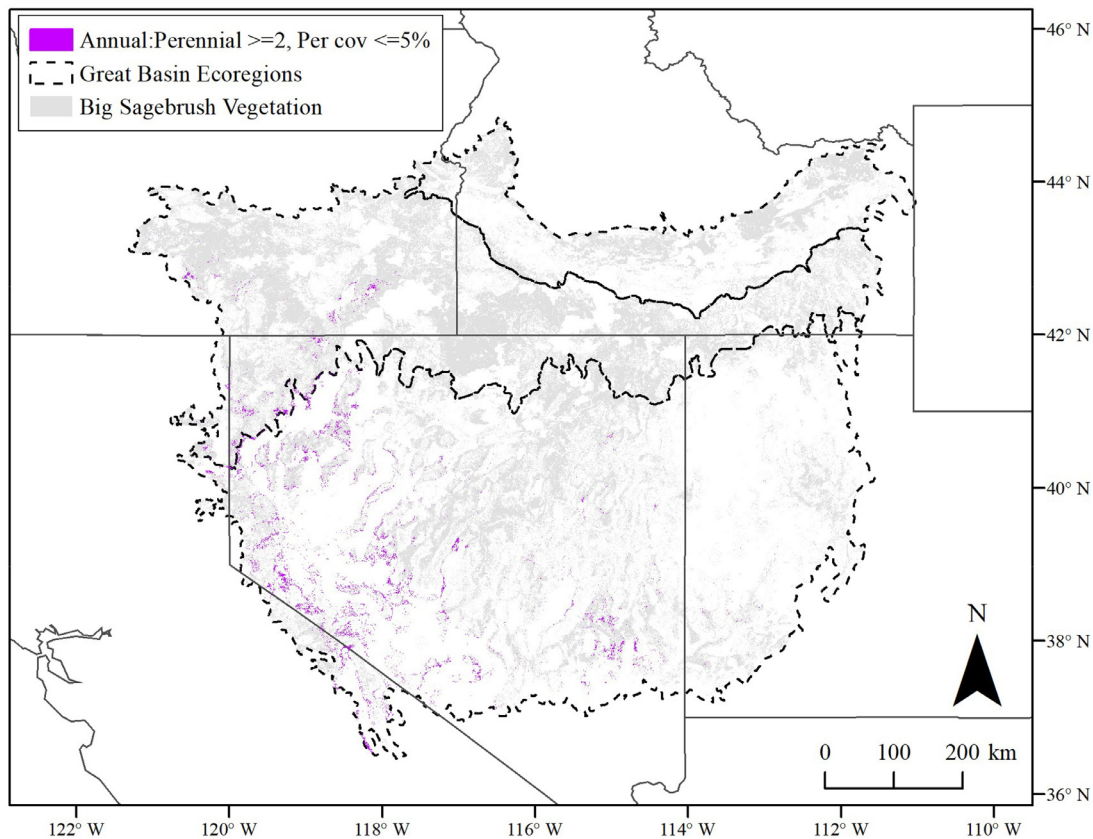 Annual:Perennial >=2, Per cov <=5%
Great Basin Ecoregions
Big Sagebrush Vegetation
46° N
44° N
42° N
40° N
38° N
36° N
N
0 100 200 km
122° W 120° W 118° W 116° W 114° W 112° W 110° W